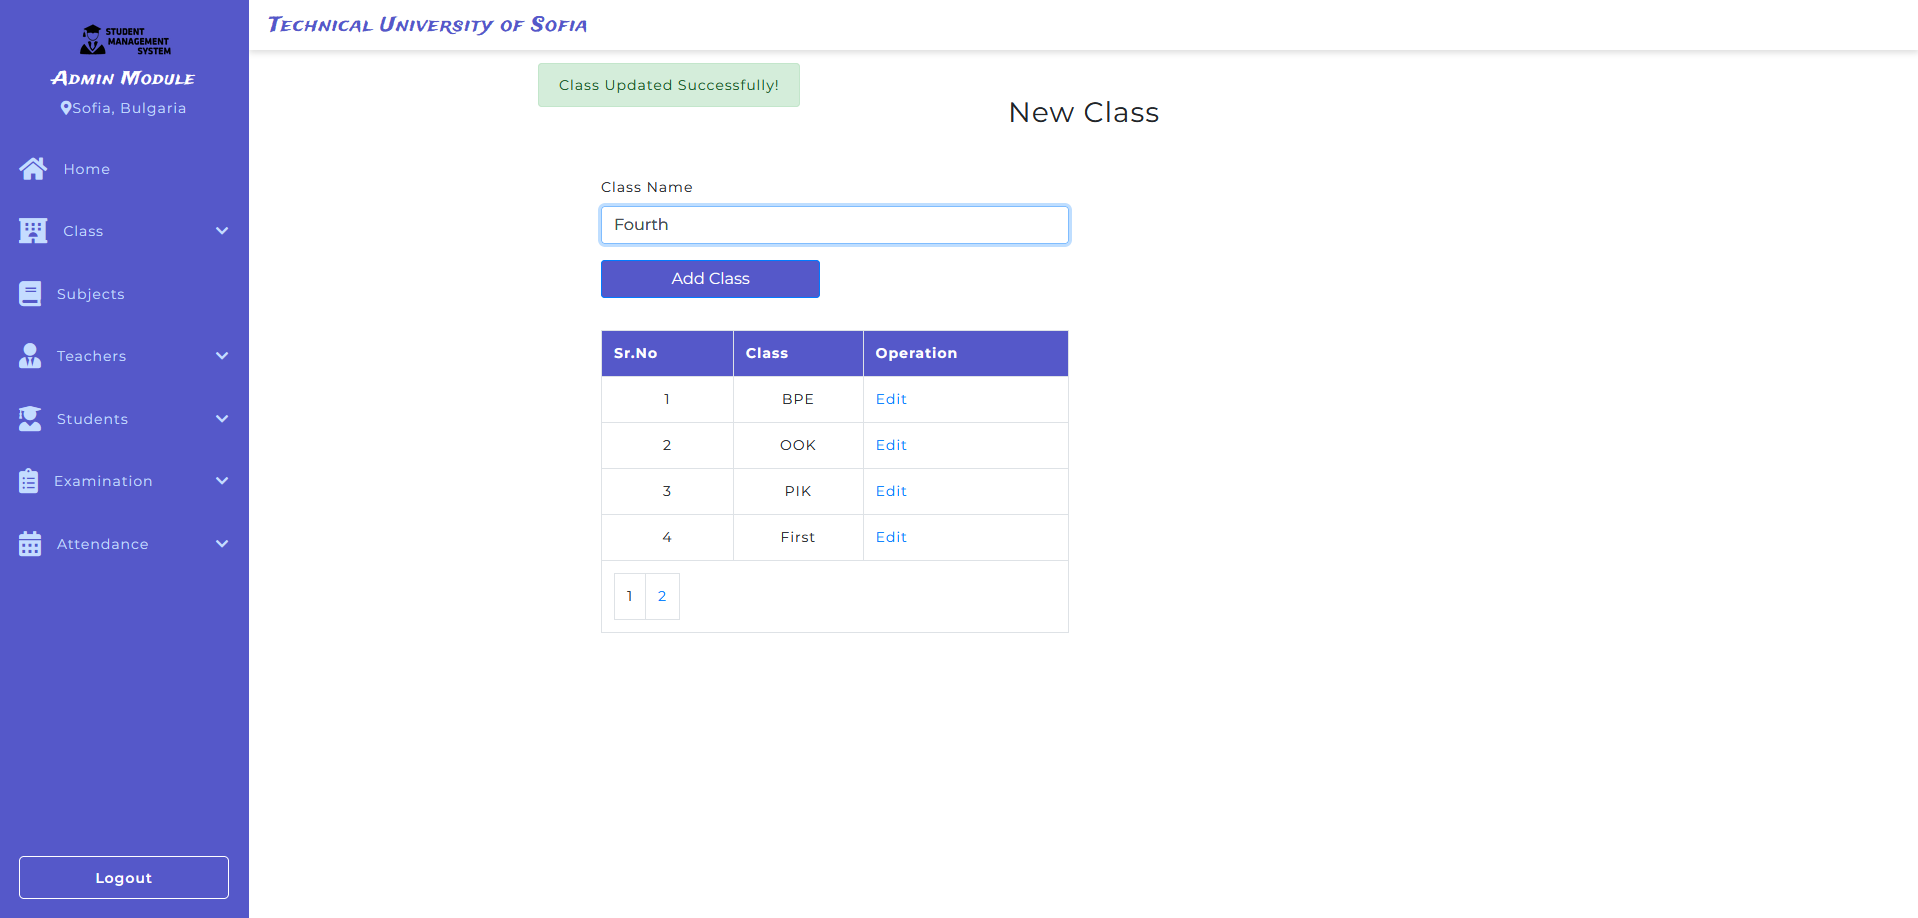 STUDENT
MANAGEMENT
SYSTEM
Admin Module
Sofia, Bulgaria
Home
Class
Subjects
Teachers
Students
Examination
Attendance
Logout
Technical University of Sofia
Class Updated Successfully!
New Class
Class Name
Fourth
Add Class
Sr.No Class Operation
1 BPE Edit
2 OOK Edit
3 PIK Edit
4 First Edit
1 2